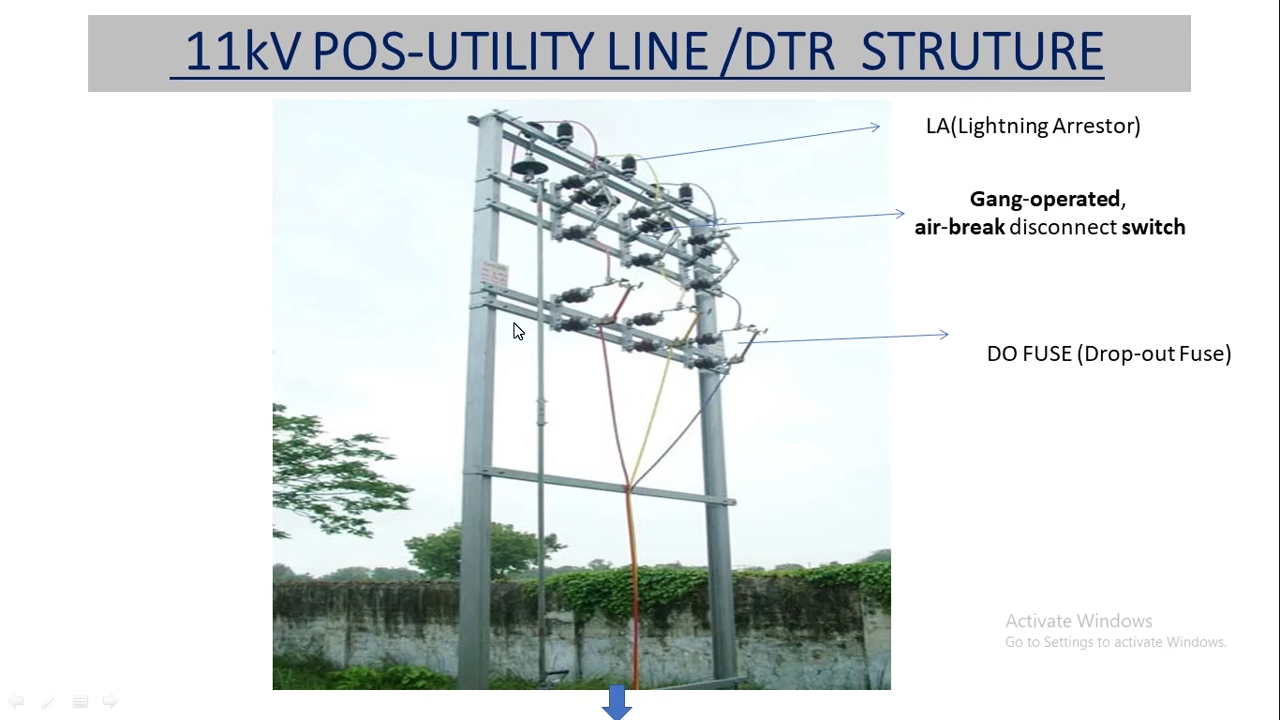 11kV POS-UTILITY LINE /DTR STRUTURE
LA(Lightning Arrestor)
Gang-operated,
air-break disconnect switch
DO FUSE (Drop-out Fuse)
Activate Windows
Go to Settings to activate Windows.